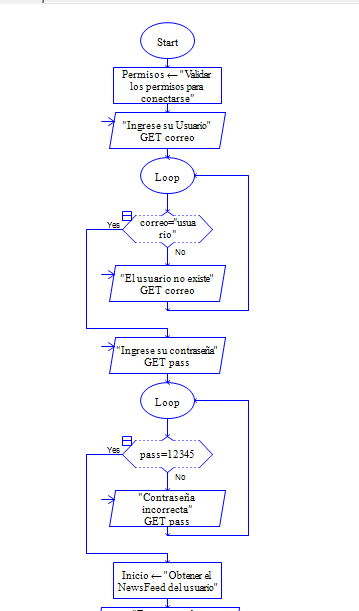 Start
Permisos ← "Validar
los permisos para
conectarse"
"Ingrese su Usuario"
GET correo
Loop
Yes
correo="usua
rio"
No
"El usuario no existe"
GET correo
"Ingrese su contraseña"
GET pass
Loop
Yes
pass=12345
No
"Contraseña
incorrecta"
GET pass
Inicio ← "Obtener el
NewsFeed del usuario"